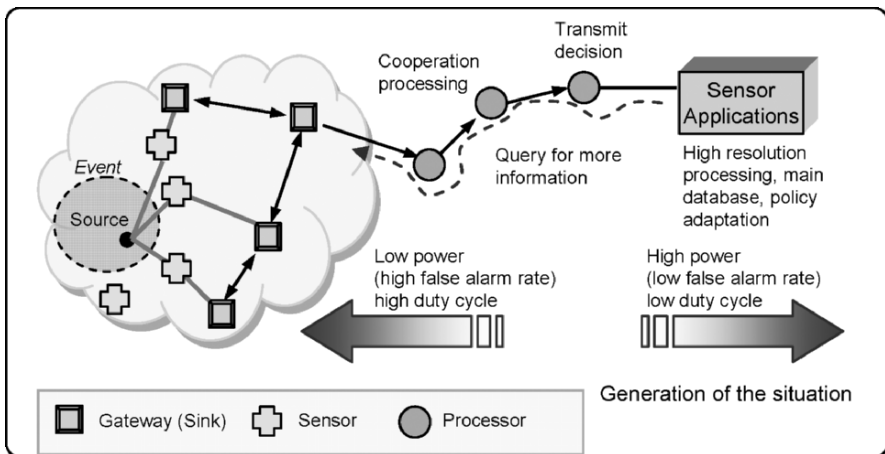 Transmit
decision
Cooperation
processing
Sensor
Applications
Event
Source
Query for more
information
High resolution
processing, main
database, policy
adaptation
Low power
(high false alarm rate)
high duty cycle
High power
(low false alarm rate)
low duty cycle
Generation of the situation
Gateway (Sink)
Sensor
Processor